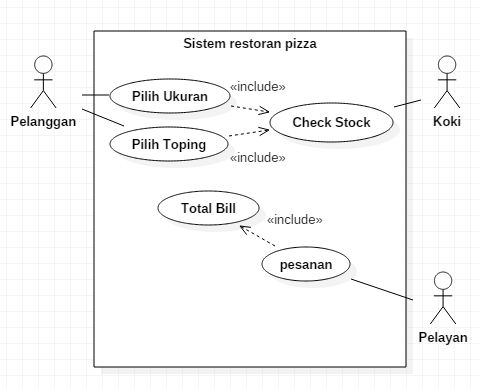 Sistem restoran pizza
Pelanggan
Pilih Ukuran
«include»
Check Stock
Koki
Pilih Toping
«include»
Total Bill
«include»
pesanan
Pelayan